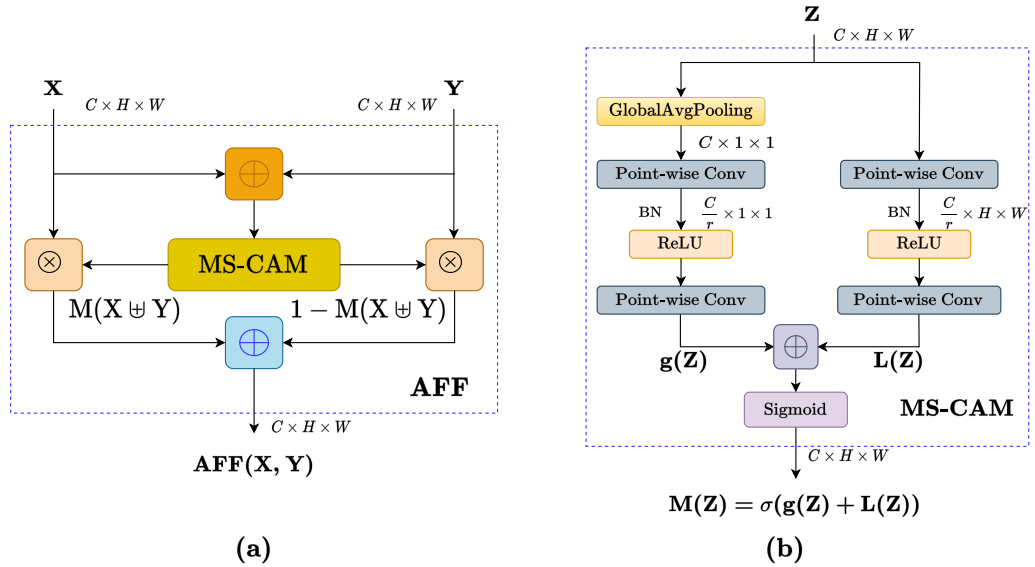 X
Y
C × H × W
C × H × W
⊕
⊗
MS-CAM
⊗
M(X ⊎ Y)
1 − M(X ⊎ Y)
⊕
AFF
C × H × W
AFF(X, Y)
(a)
Z
C × H × W
GlobalAvgPooling
C × 1 × 1
Point-wise Conv
Point-wise Conv
BN
C/r × 1 × 1
BN
C/r × H × W
ReLU
ReLU
Point-wise Conv
Point-wise Conv
g(Z)
⊕
L(Z)
Sigmoid
MS-CAM
C × H × W
M(Z) = σ(g(Z) + L(Z))
(b)